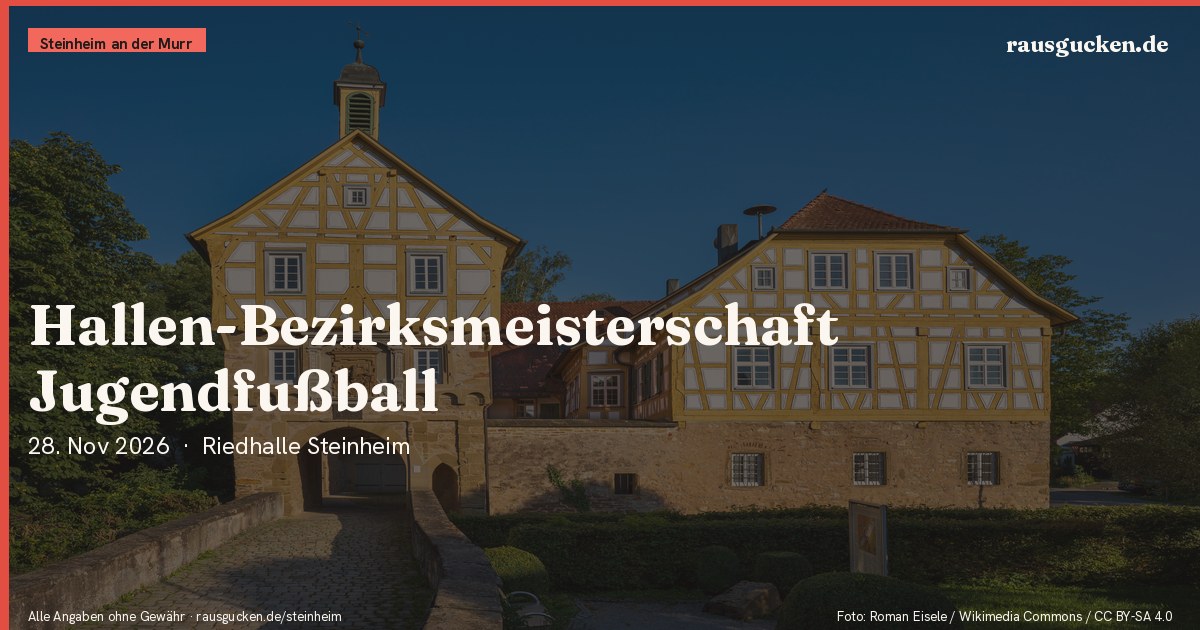 Steinheim an der Murr
rausgucken.de
Hallen-Bezirksmeisterschaft
Jugendfußball
28. Nov 2026 · Riedhalle Steinheim
Alle Angaben ohne Gewähr · rausgucken.de/steinheim
Foto: Roman Eisele / Wikimedia Commons / CC BY-SA 4.0